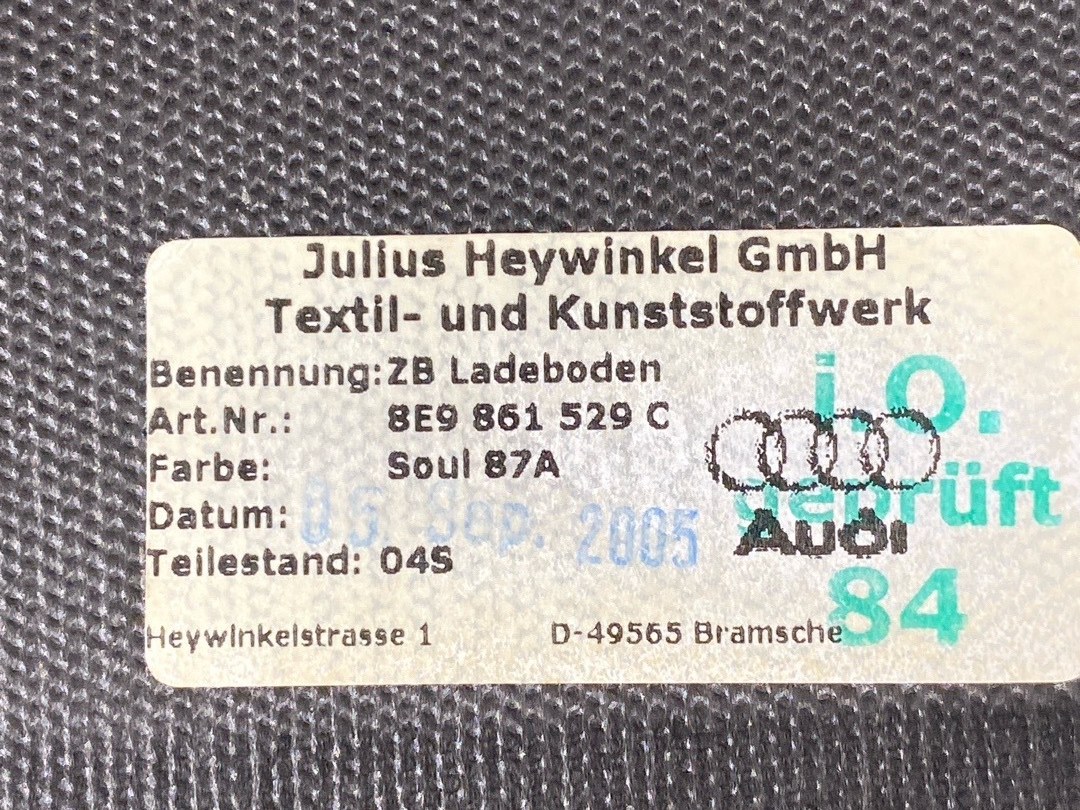 Julius Heywinkel GmbH
Textil- und Kunststoffwerk
Benennung: ZB Ladeboden
Art.Nr.: 8E9 861 529 C
Farbe: Soul 87A
Datum: 05. Sep. 2005
Teilestand: 04S
Heywinkelstrasse 1 D-49565 Bramsche
i.O.
geprüft
84
Audi